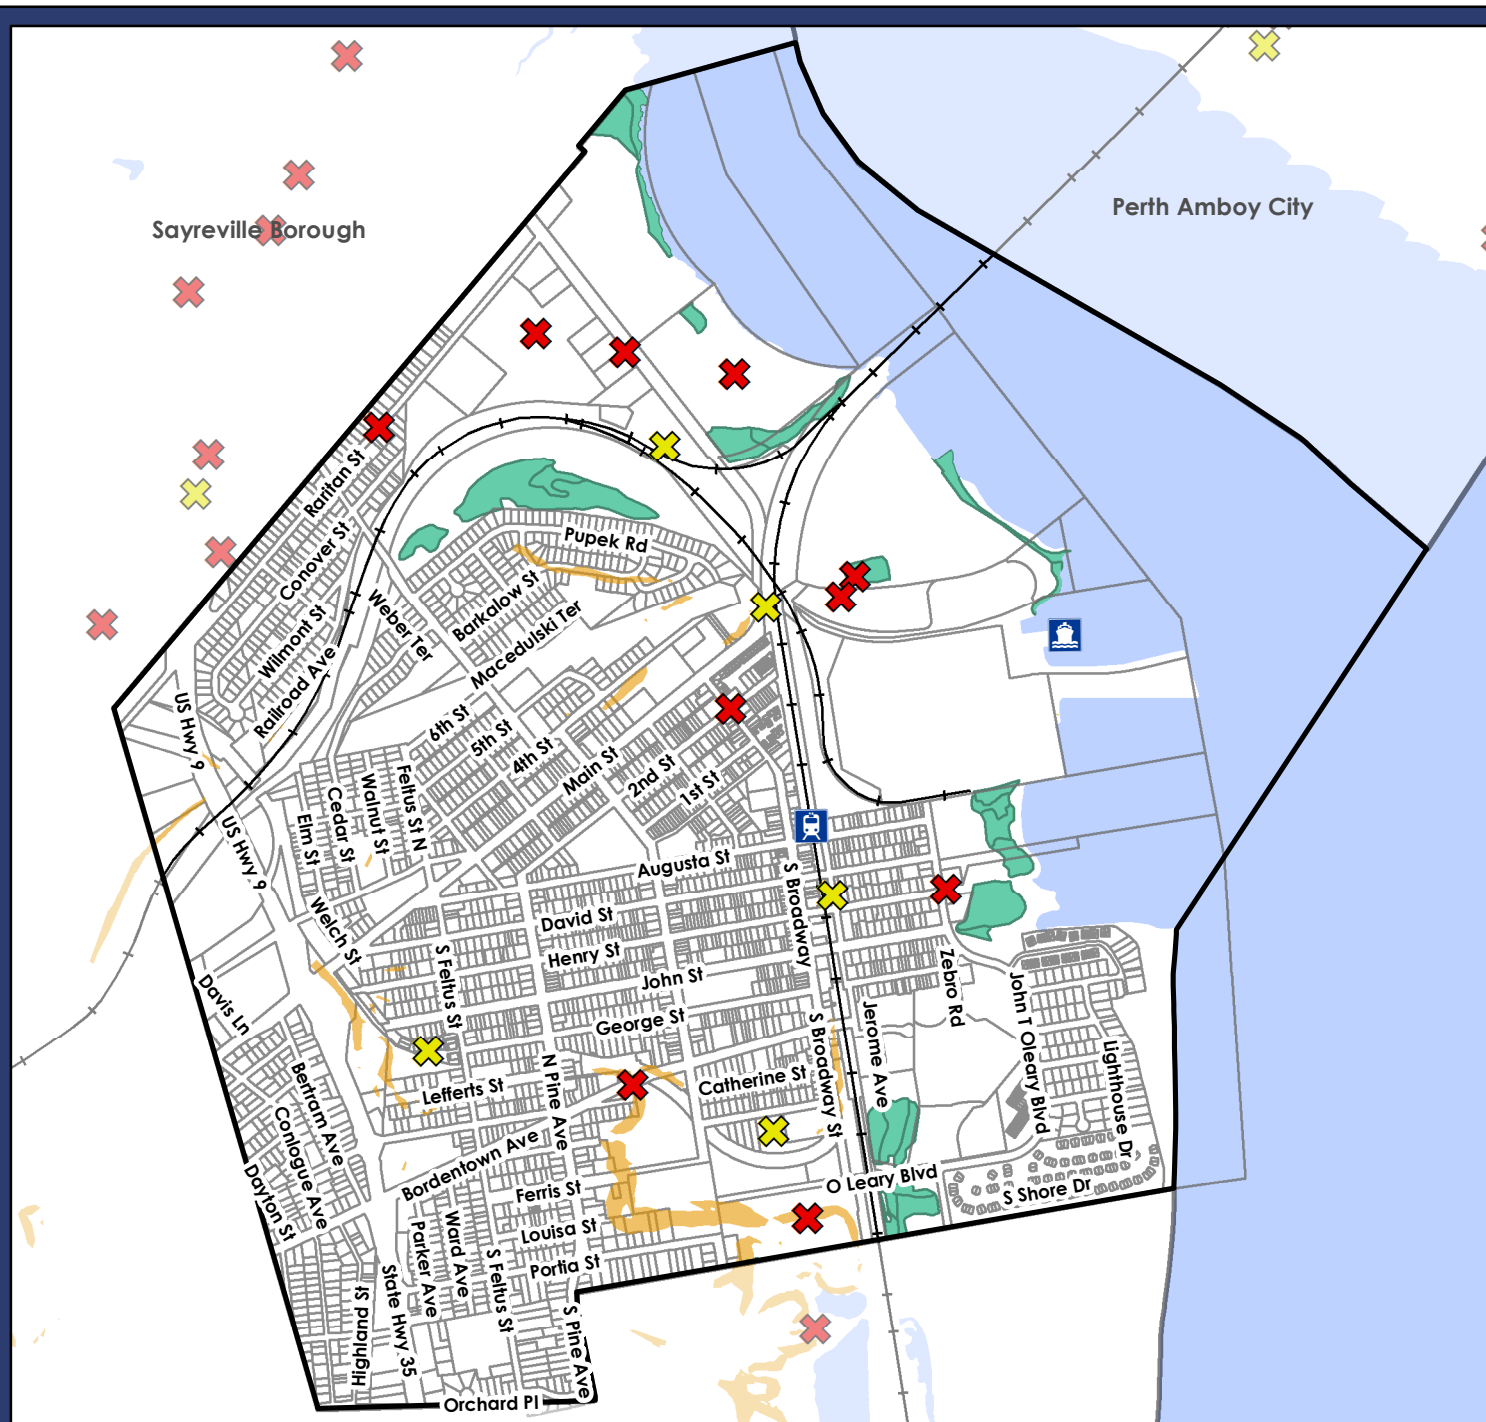 Perth Amboy City
Sayreville Borough
Raritan St
Conover St
Pupek Rd
Barkalow St
Weber Ter
Macedulski Ter
Wilmont St
Railroad Ave
US Hwy 9
6th St
5th St
4th St
Main St
2nd St
1st St
Feltus St N
Walnut St
Cedar St
Elm St
US Hwy 9
Augusta St
S Broadway
David St
Welch St
Henry St
S Feltus St
John St
Zebro Rd
Davis Ln
John T Oleary Blvd
George St
Jerome Ave
S Broadway St
Lighthouse Dr
Bertram Ave
N Pine Ave
Catherine St
Lefferts St
Conlogue Ave
Bordentown Ave
Dayton St
O Leary Blvd
Ferris St
S Shore Dr
Ward Ave
Parker Ave
Louisa St
S Feltus St
Portia St
State Hwy 35
Highland St
S Pine Ave
Orchard Pl